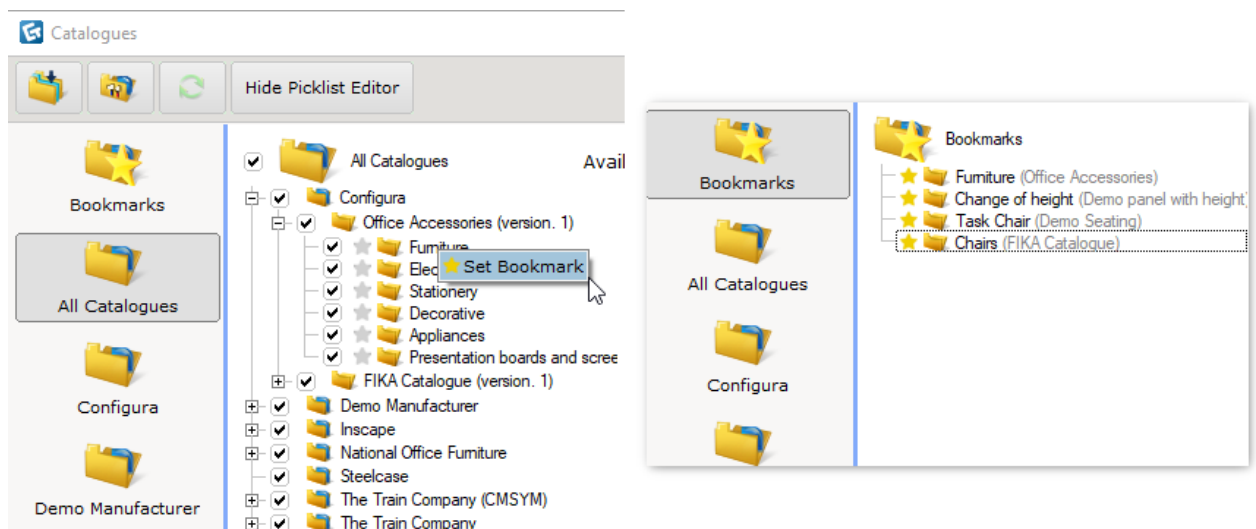 Catalogues
Hide Picklist Editor
Bookmarks
All Catalogues
Configura
Demo Manufacturer
All Catalogues Avail
Configura
Office Accessories (version. 1)
Furniture
Elec
Set Bookmark
Stationery
Decorative
Appliances
Presentation boards and scree
FIKA Catalogue (version. 1)
Demo Manufacturer
Inscape
National Office Furniture
Steelcase
The Train Company (CMSYM)
The Train Company
Bookmarks
All Catalogues
Configura
Bookmarks
Furniture (Office Accessories)
Change of height (Demo panel with height
Task Chair (Demo Seating)
Chairs (FIKA Catalogue)